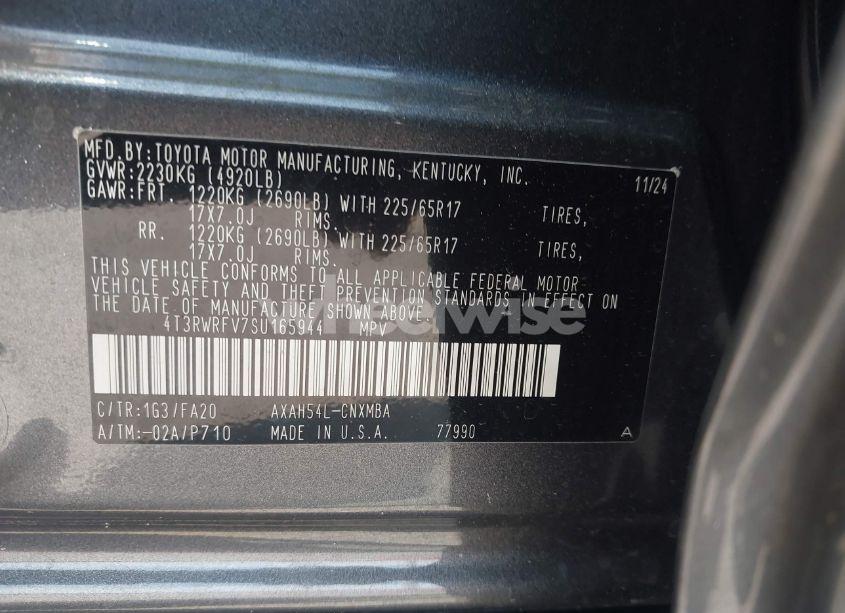 MFD.BY:TOYOTA MOTOR MANUFACTURING, KENTUCKY, INC.
GVWR:2230KG (4920LB) 11/24
GAWR:FRT. 1220KG (2690LB) WITH 225/65R17 TIRES,
17X7.0J RIMS.
RR. 1220KG (2690LB) WITH 225/65R17 TIRES,
17X7.0J RIMS.
THIS VEHICLE CONFORMS TO ALL APPLICABLE FEDERAL MOTOR
VEHICLE SAFETY AND THEFT PREVENTION STANDARDS IN EFFECT ON
THE DATE OF MANUFACTURE SHOWN ABOVE.
4T3RWRFV7SU165944 MPV
C/TR:1G3/FA20 AXAH54L-CNXMBA
A/TM:-02A/P710 MADE IN U.S.A. 77990 A